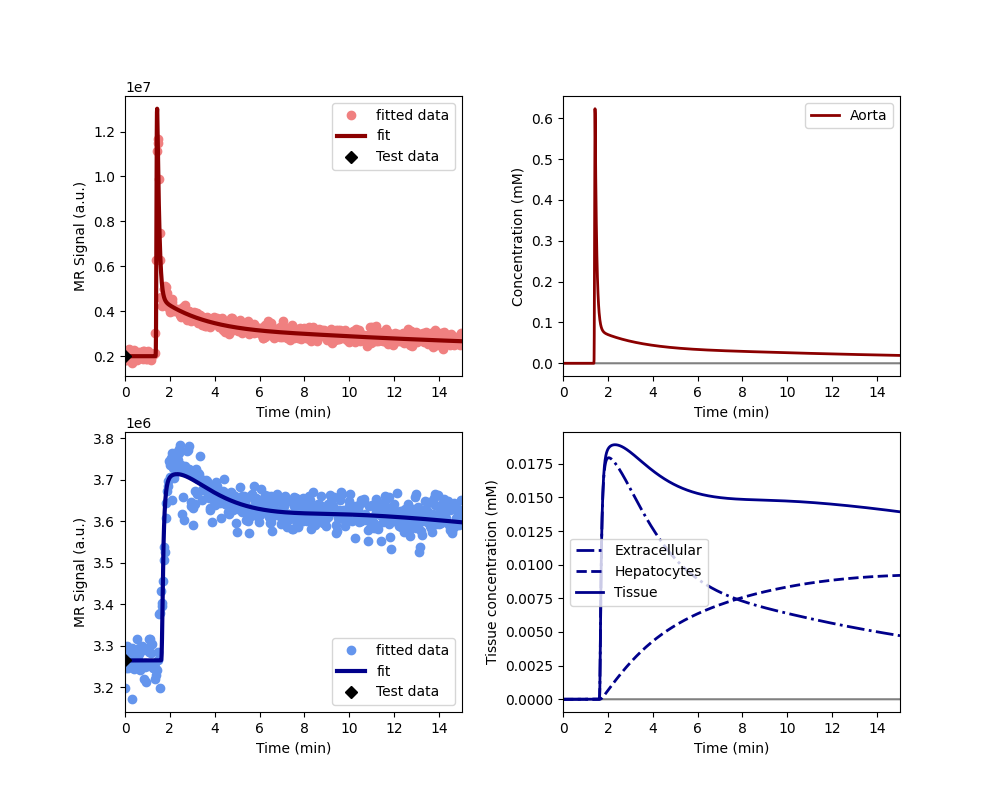 1e7
MR Signal (a.u.)
1.2
1.0
0.8
0.6
0.4
0.2
0 2 4 6 8 10 12 14
Time (min)
fitted data
fit
Test data
Concentration (mM)
0.6
0.5
0.4
0.3
0.2
0.1
0.0
0 2 4 6 8 10 12 14
Time (min)
Aorta
1e6
MR Signal (a.u.)
3.8
3.7
3.6
3.5
3.4
3.3
3.2
0 2 4 6 8 10 12 14
Time (min)
fitted data
fit
Test data
Tissue concentration (mM)
0.0175
0.0150
0.0125
0.0100
0.0075
0.0050
0.0025
0.0000
0 2 4 6 8 10 12 14
Time (min)
Extracellular
Hepatocytes
Tissue